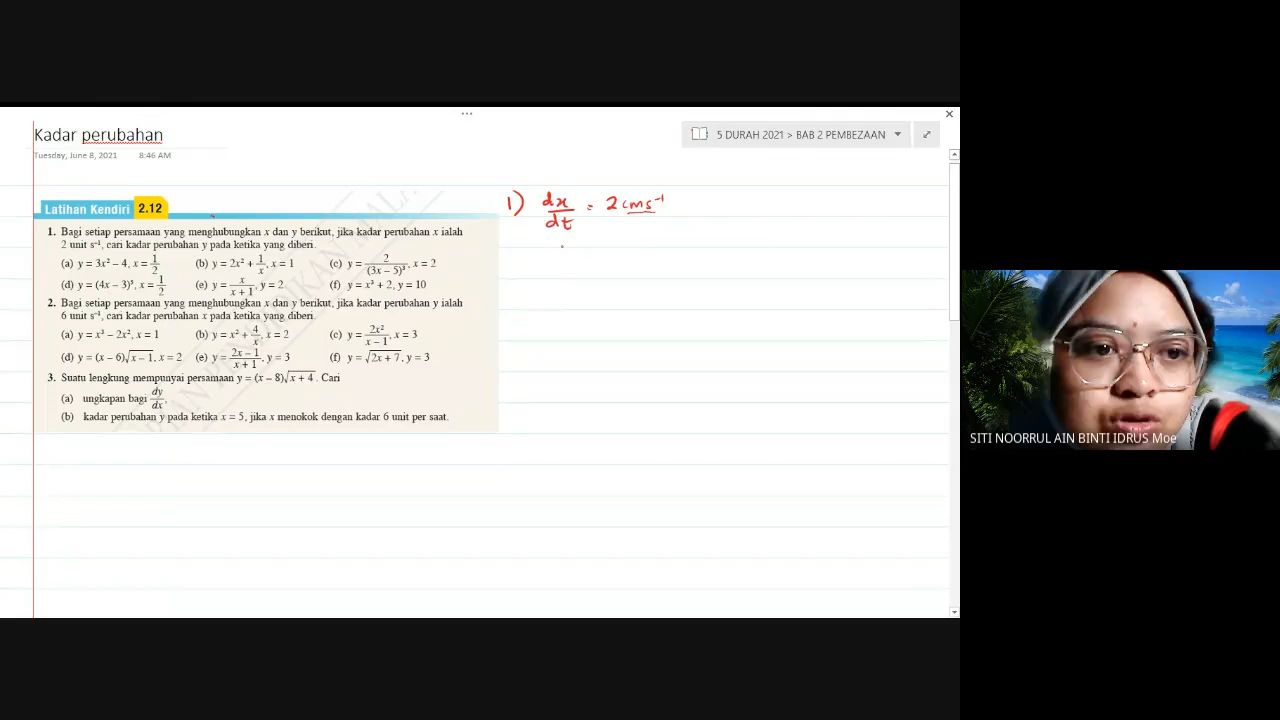 Kadar perubahan
5 DURAH 2021 > BAB 2 PEMBEZAAN
Tuesday, June 8, 2021 8:46 AM
Latihan Kendiri 2.12
1. Bagi setiap persamaan yang menghubungkan x dan y berikut, jika kadar perubahan x ialah
2 unit s⁻¹, cari kadar perubahan y pada ketika yang diberi.
(a) y = 3x² – 4, x = 1/2 (b) y = 2x² + 1/x, x = 1 (c) y = 2/(3x – 5)³, x = 2
(d) y = (4x – 3)⁵, x = 1/2 (e) y = x/(x + 1), y = 2 (f) y = x³ + 2, y = 10
2. Bagi setiap persamaan yang menghubungkan x dan y berikut, jika kadar perubahan y ialah
6 unit s⁻¹, cari kadar perubahan x pada ketika yang diberi.
(a) y = x³ – 2x², x = 1 (b) y = x² + 4/x, x = 2 (c) y = 2x²/(x – 1), x = 3
(d) y = (x – 6)√(x – 1), x = 2 (e) y = (2x – 1)/(x + 1), y = 3 (f) y = √(2x + 7), y = 3
3. Suatu lengkung mempunyai persamaan y = (x – 8)√(x + 4). Cari
(a) ungkapan bagi dy/dx,
(b) kadar perubahan y pada ketika x = 5, jika x menokok dengan kadar 6 unit per saat.
1) dx/dt = 2 cms⁻¹
SITI NOORRUL AIN BINTI IDRUS Moe